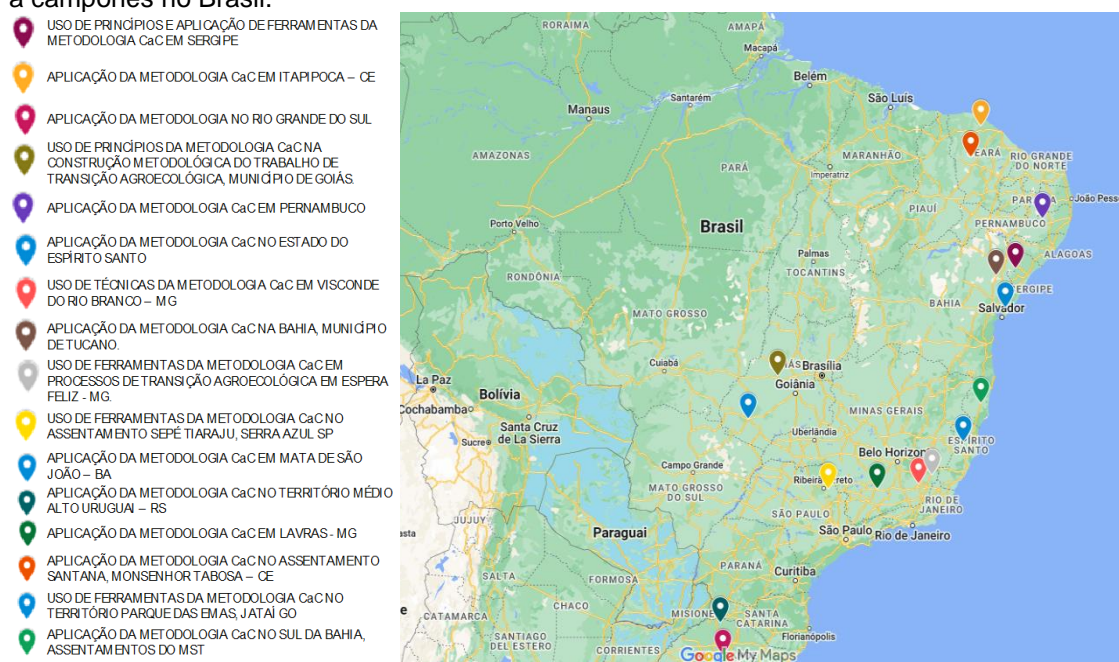 a camponês no Brasil.
USO DE PRINCÍPIOS E APLICAÇÃO DE FERRAMENTAS DA
METODOLOGIA CaC EM SERGIPE
APLICAÇÃO DA METODOLOGIA CaC EM ITAPIPOCA – CE
APLICAÇÃO DA METODOLOGIA NO RIO GRANDE DO SUL
USO DE PRINCÍPIOS DA METODOLOGIA CaC NA
CONSTRUÇÃO METODOLÓGICA DO TRABALHO DE
TRANSIÇÃO AGROECOLÓGICA, MUNICÍPIO DE GOIÁS.
APLICAÇÃO DA METODOLOGIA CaC EM PERNAMBUCO
APLICAÇÃO DA METODOLOGIA CaC NO ESTADO DO
ESPÍRITO SANTO
USO DE TÉCNICAS DA METODOLOGIA CaC EM VISCONDE
DO RIO BRANCO – MG
APLICAÇÃO DA METODOLOGIA CaC NA BAHIA, MUNICÍPIO
DE TUCANO.
USO DE FERRAMENTAS DA METODOLOGIA CaC EM
PROCESSOS DE TRANSIÇÃO AGROECOLÓGICA EM ESPERA
FELIZ - MG.
USO DE FERRAMENTAS DA METODOLOGIA CaC NO
ASSENTAMENTO SEPÉ TIARAJU, SERRA AZUL SP
APLICAÇÃO DA METODOLOGIA CaC EM MATA DE SÃO
JOÃO – BA
APLICAÇÃO DA METODOLOGIA CaC NO TERRITÓRIO MÉDIO
ALTO URUGUAI – RS
APLICAÇÃO DA METODOLOGIA CaC EM LAVRAS - MG
APLICAÇÃO DA METODOLOGIA CaC NO ASSENTAMENTO
SANTANA, MONSENHOR TABOSA – CE
USO DE FERRAMENTAS DA METODOLOGIA CaC NO
TERRITÓRIO PARQUE DAS EMAS, JATAÍ GO
APLICAÇÃO DA METODOLOGIA CaC NO SUL DA BAHIA,
ASSENTAMENTOS DO MST
RORAIMA
AMAPÁ
Macapá
Belém
São Luís
Santarém
Manaus
AMAZONAS
PARÁ
MARANHÃO
EARÁ
RIO GRANDE
DO NORTE
Imperatriz
PIAUÍ
João Pess
PERNAMBUCO
Porto Velho
Brasil
ALAGOAS
Palmas
TOCANTINS
RONDÔNIA
ERGIPE
BAHIA
Salvador
MATO GROSSO
Cuiabá
IÁS
Brasília
Goiânia
La Paz
Bolívia
Cochabamba
Santa Cruz
de La Sierra
Sucre
MINAS GERAIS
Uberlândia
Belo Horizon
SANTO
Campo Grande
MATO GROSSO
DO SUL
RIO DE
JANEIRO
SÃO PAULO
São Paulo
Rio de Janeiro
JUJUY
Paraguai
asta
PARANÁ
Curitiba
SALTA
FORMOSA
CHACO
MISIONE
SANTA
CATARINA
e
CATAMARCA
SANTIAGO
DEL ESTERO
CORRIENTES
Florianópolis
Google My Maps